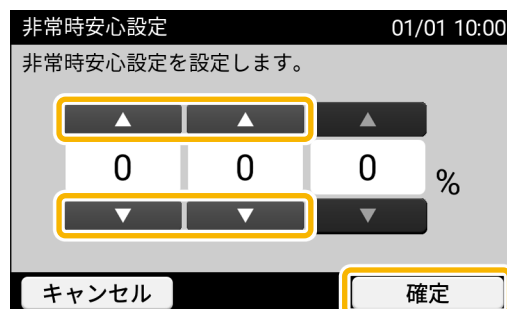 非常時安心設定 01/01 10:00
非常時安心設定を設定します。
▲ ▲ ▲
0 0 0 %
▼ ▼ ▼
キャンセル 確定